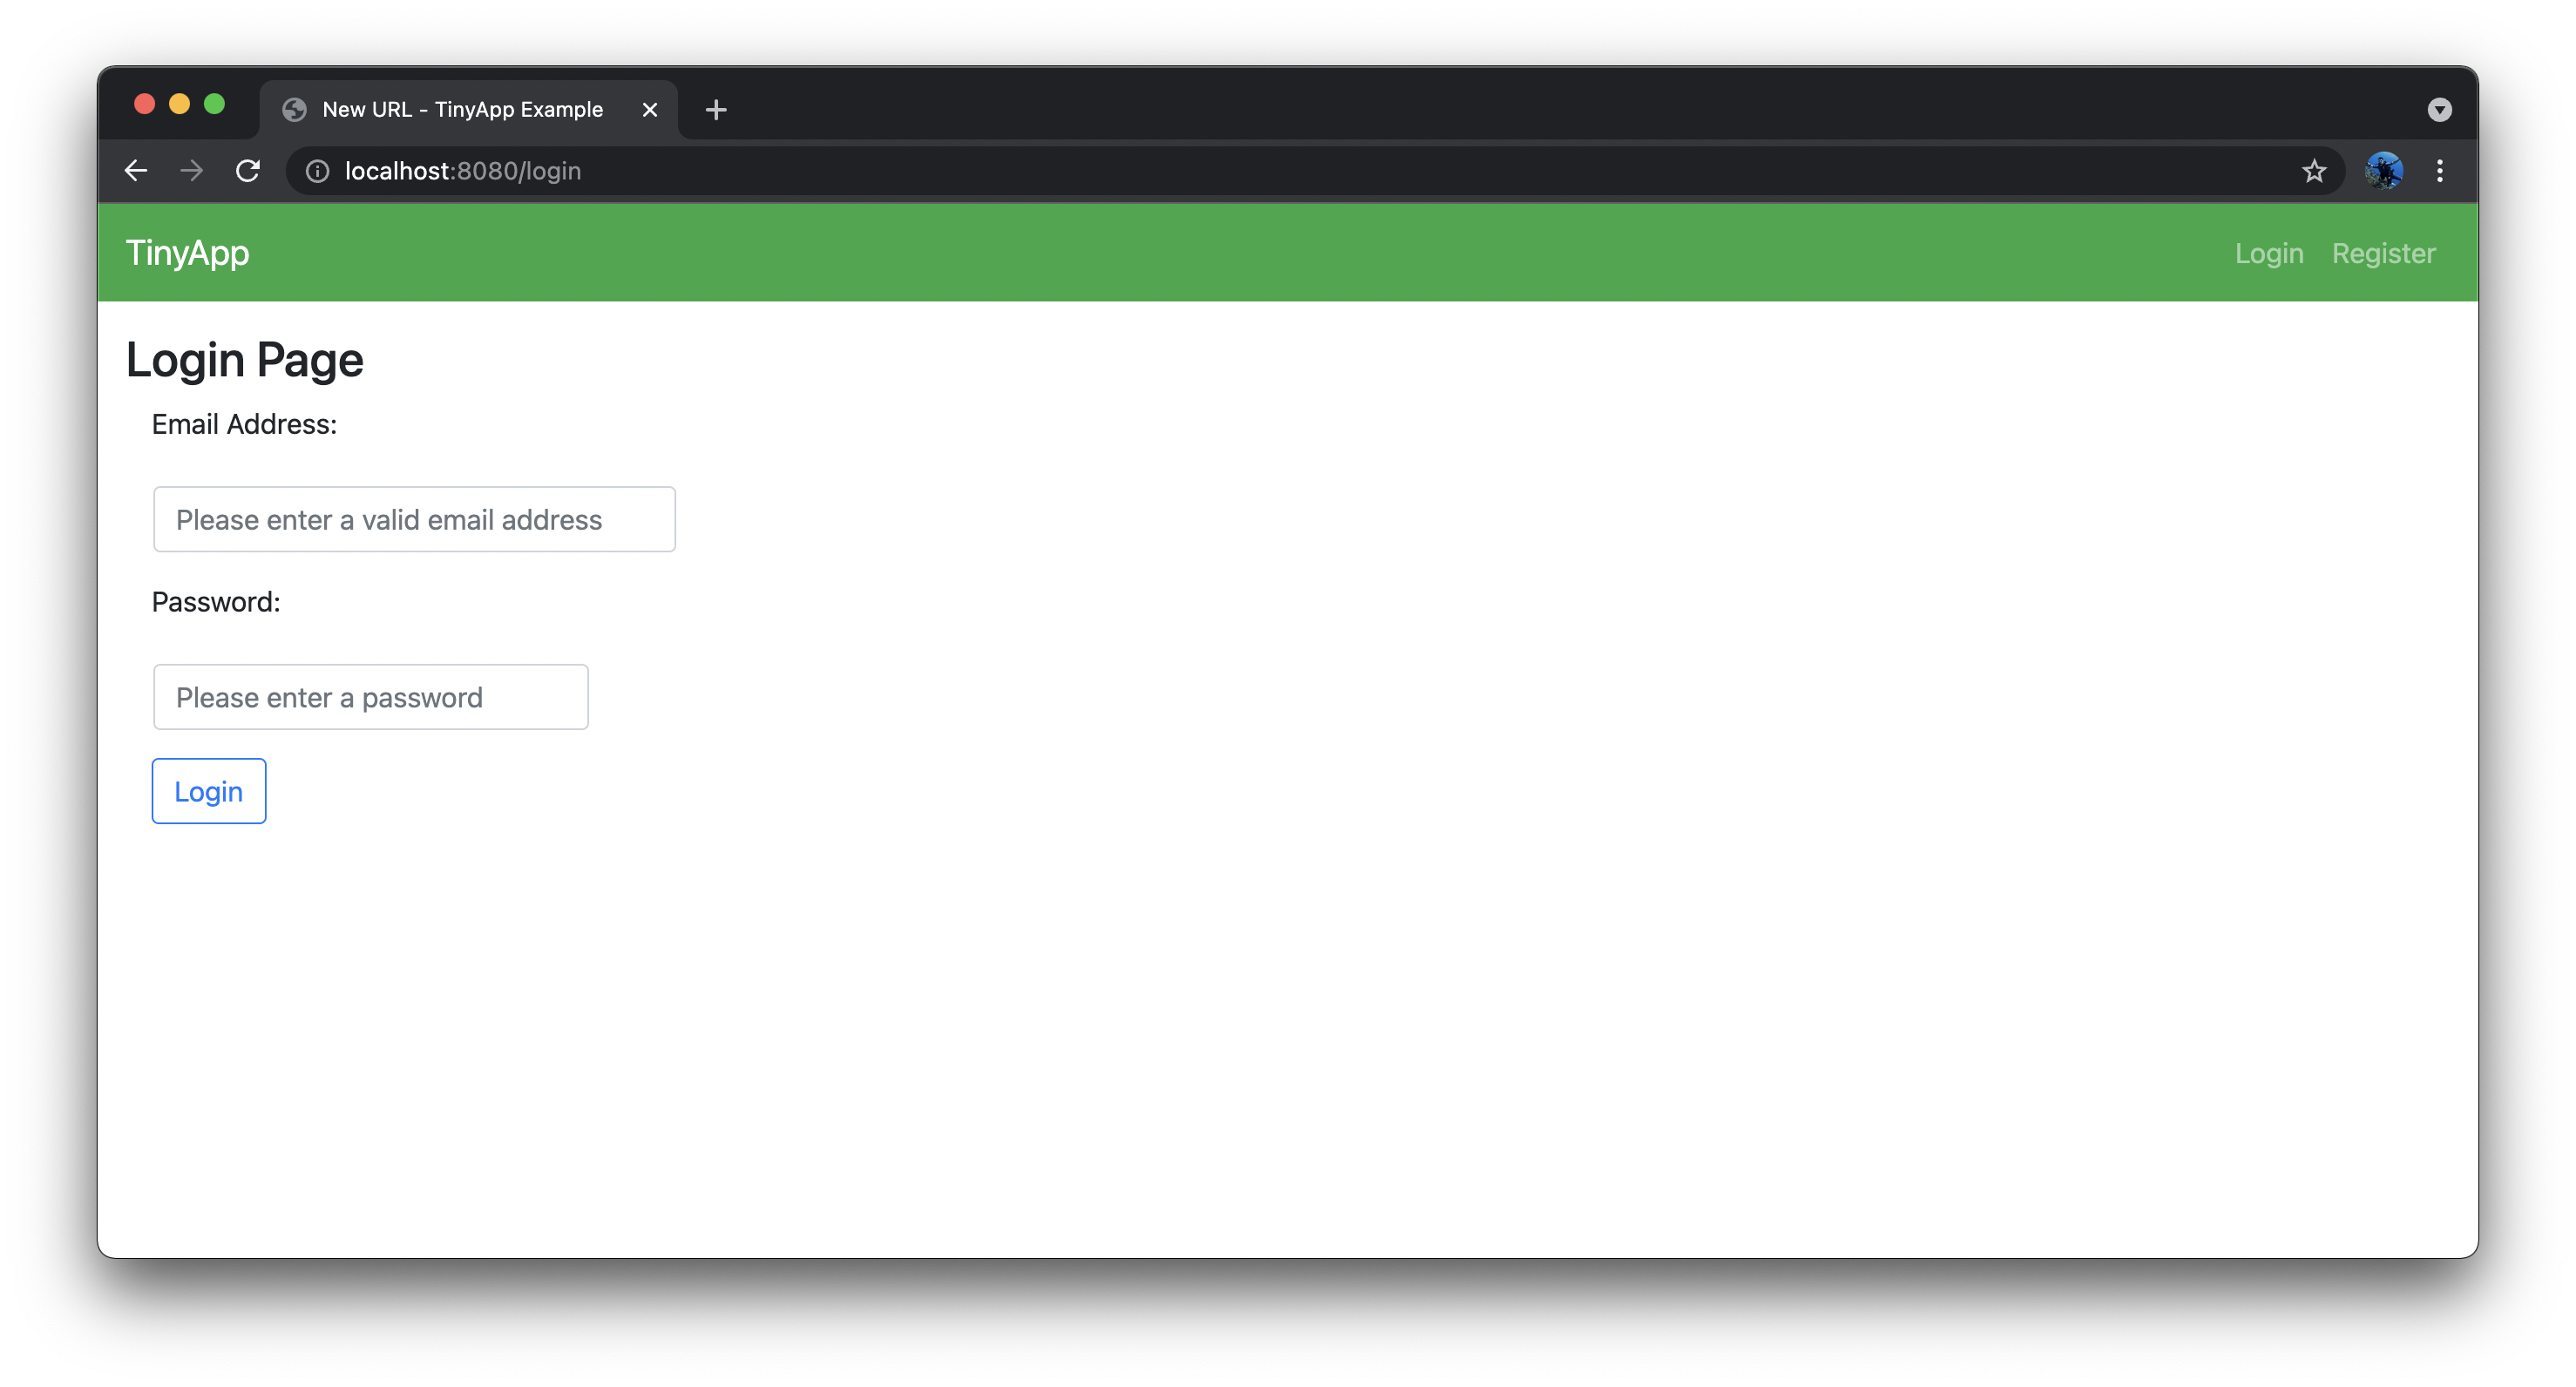 New URL - TinyApp Example
localhost:8080/login
TinyApp
Login Register
Login Page
Email Address:
Please enter a valid email address
Password:
Please enter a password
Login